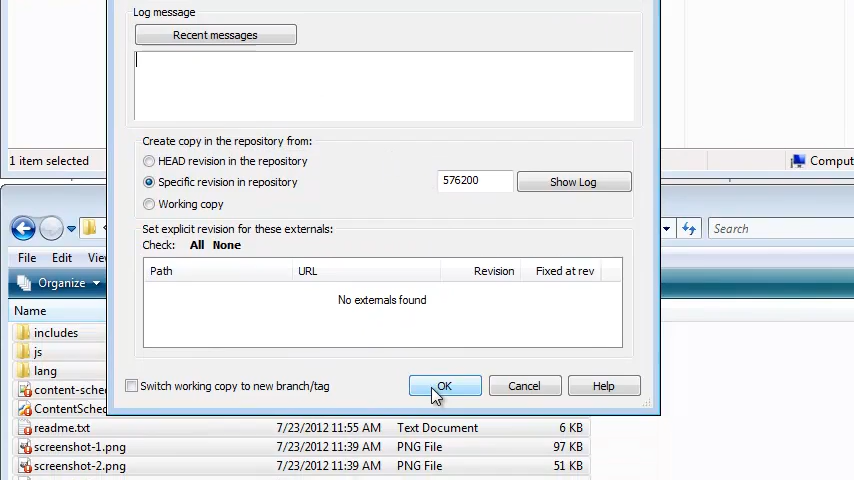 Log message
Recent messages
Create copy in the repository from:
HEAD revision in the repository
1 item selected
Comput
Specific revision in repository
576200
Show Log
Working copy
Set explicit revision for these externals:
Search
Check: All None
File Edit Vie
Path URL Revision Fixed at rev
Organize
No externals found
Name
includes
js
lang
Switch working copy to new branch/tag
OK
Cancel
Help
content-sche
ContentSched
readme.txt 7/23/2012 11:55 AM Text Document 6 KB
screenshot-1.png 7/23/2012 11:39 AM PNG File 97 KB
screenshot-2.png 7/23/2012 11:39 AM PNG File 51 KB